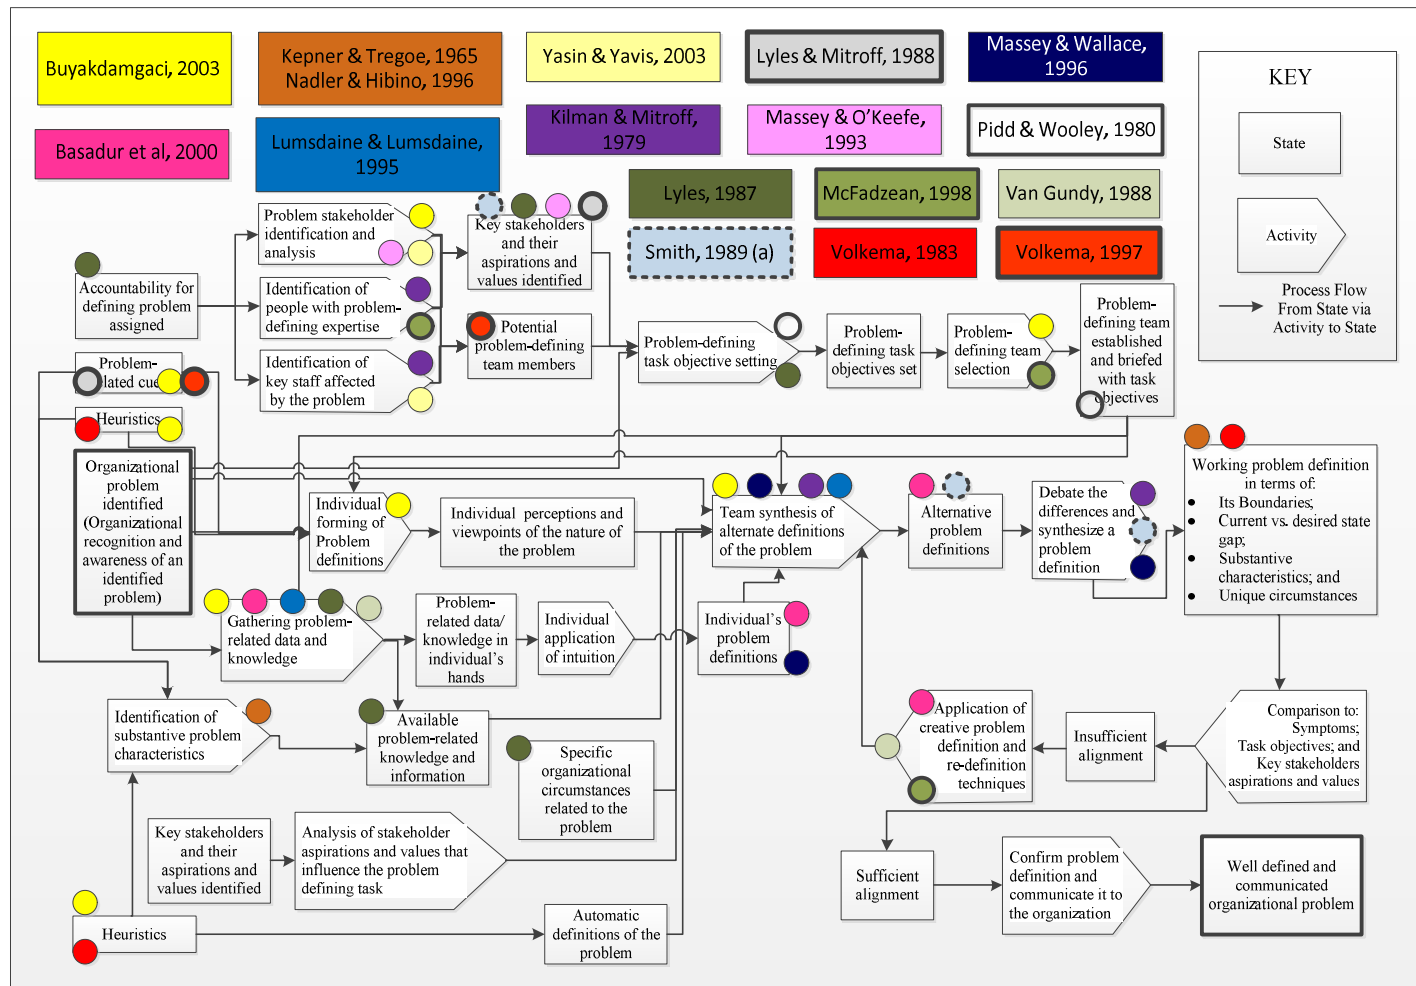 Buyakdamgaci, 2003
Kepner & Tregoe, 1965
Nadler & Hibino, 1996
Yasin & Yavis, 2003
Lyles & Mitroff, 1988
Massey & Wallace,
1996
Basadur et al, 2000
Lumsdaine & Lumsdaine,
1995
Kilman & Mitroff,
1979
Massey & O'Keefe,
1993
Pidd & Wooley, 1980
Lyles, 1987
McFadzean, 1998
Van Gundy, 1988
Smith, 1989 (a)
Volkema, 1983
Volkema, 1997
KEY
State
Activity
Process Flow
From State via
Activity to State
Accountability for
defining problem
assigned
Problem stakeholder
identification and
analysis
Identification of
people with problem-
defining expertise
Identification of
key staff affected
by the problem
Key stakeholders
and their
aspirations and
values identified
Potential
problem-defining
team members
Problem-defining
task objective setting
Problem-
defining task
objectives set
Problem-
defining team
selection
Problem-
defining team
established
and briefed
with task
objectives
Problem-
related cues
Heuristics
Organizational
problem
identified
(Organizational
recognition and
awareness of an
identified
problem)
Individual
forming of
Problem
definitions
Individual perceptions and
viewpoints of the nature of
the problem
Team synthesis of
alternate definitions
of the problem
Alternative
problem
definitions
Debate the
differences and
synthesize a
problem
definition
Working problem definition
in terms of:
• Its Boundaries;
• Current vs. desired state
gap;
• Substantive
characteristics; and
• Unique circumstances
Gathering problem-
related data and
knowledge
Problem-
related data/
knowledge in
individual's
hands
Individual
application
of intuition
Individual's
problem
definitions
Identification of
substantive problem
characteristics
Available
problem-related
knowledge and
information
Specific
organizational
circumstances
related to the
problem
Application of
creative problem
definition and
re-definition
techniques
Insufficient
alignment
Comparison to:
Symptoms;
Task objectives; and
Key stakeholders
aspirations and values
Key stakeholders
and their
aspirations and
values identified
Analysis of stakeholder
aspirations and values that
influence the problem
defining task
Sufficient
alignment
Confirm problem
definition and
communicate it to
the organization
Well defined and
communicated
organizational problem
Heuristics
Automatic
definitions of the
problem